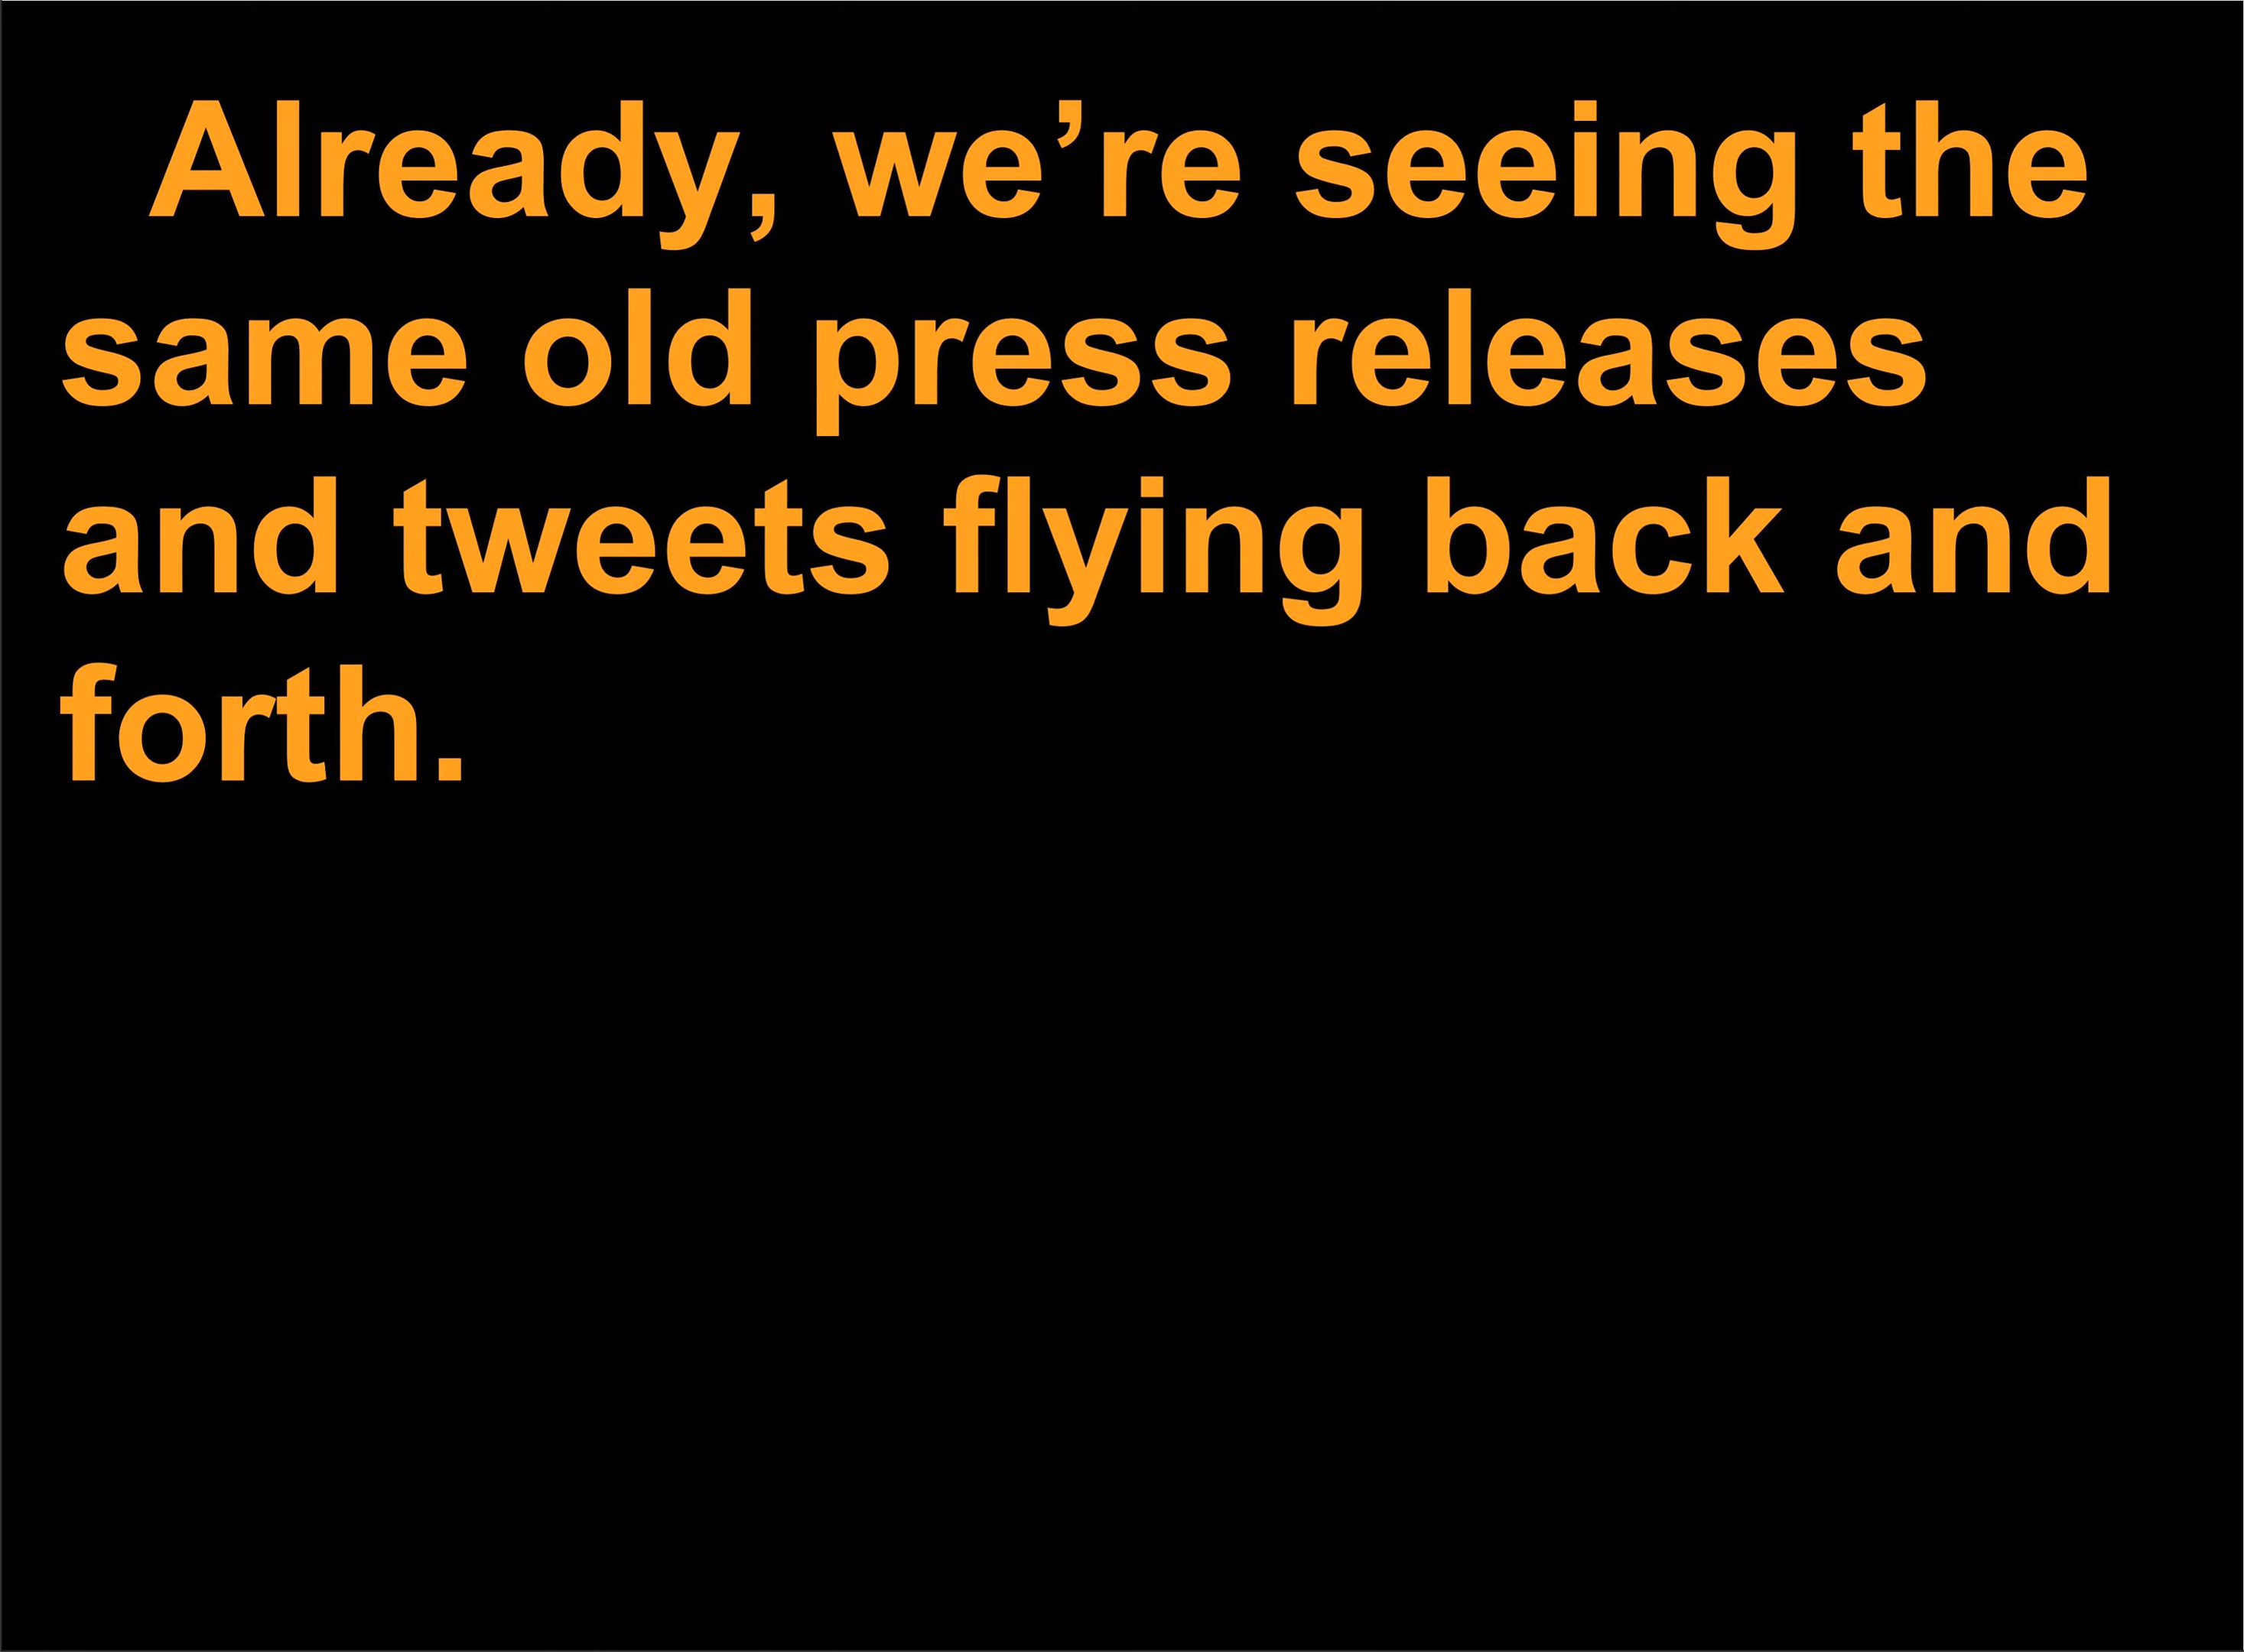 Already, we’re seeing the
same old press releases
and tweets flying back and
forth.